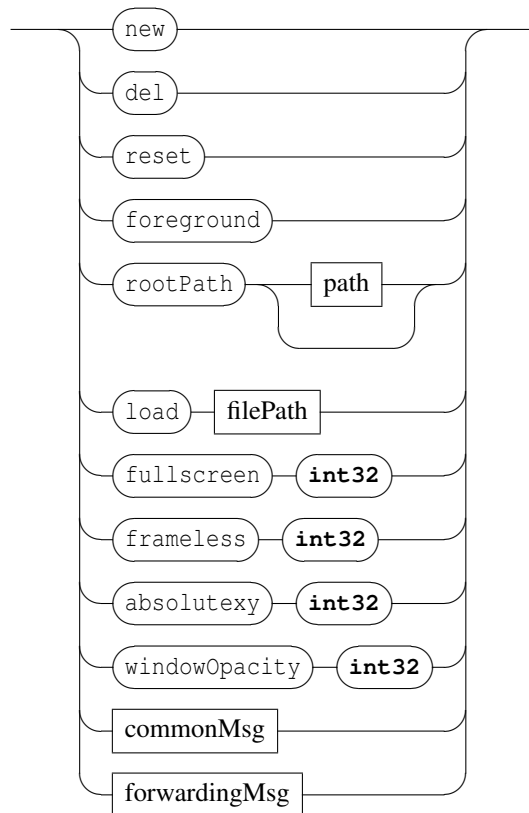 new
del
reset
foreground
rootPath path
load filePath
fullscreen int32
frameless int32
absolutexy int32
windowOpacity int32
commonMsg
forwardingMsg